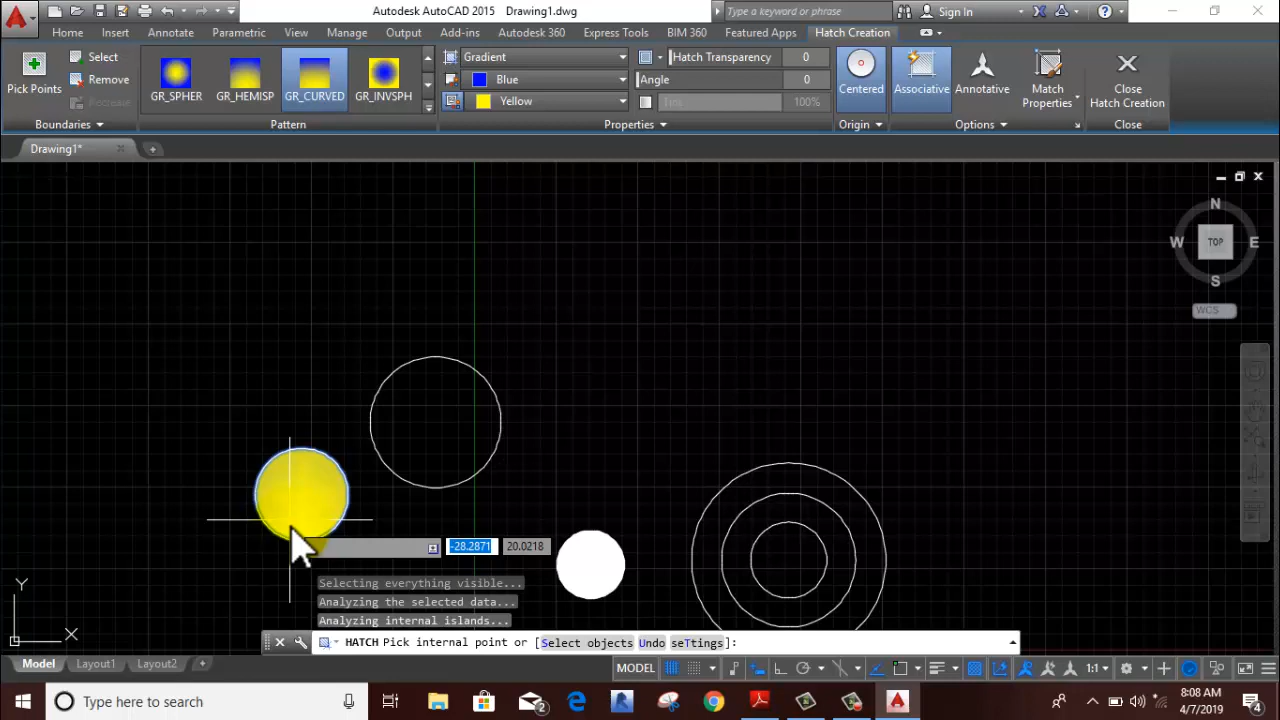 Autodesk AutoCAD 2015 Drawing1.dwg
Type a keyword or phrase
Sign In
Home Insert Annotate Parametric View Manage Output Add-ins Autodesk 360 Express Tools BIM 360 Featured Apps Hatch Creation
Pick Points
Select
Remove
Recreate
Boundaries
GR_SPHER GR_HEMISP GR_CURVED GR_INVSPH
Pattern
Gradient
Blue
Yellow
Hatch Transparency 0
Angle 0
Tint 100%
Properties
Centered
Origin
Associative
Annotative
Match
Properties
Options
Close
Hatch Creation
Close
Drawing1*
N
W TOP E
S
WCS
-28.2871 20.0218
Selecting everything visible...
Analyzing the selected data...
Analyzing internal islands...
Y
X
HATCH Pick internal point or [Select objects Undo seTtings]:
Model Layout1 Layout2 +
MODEL 1:1
Type here to search
2
8:08 AM
4/7/2019
4